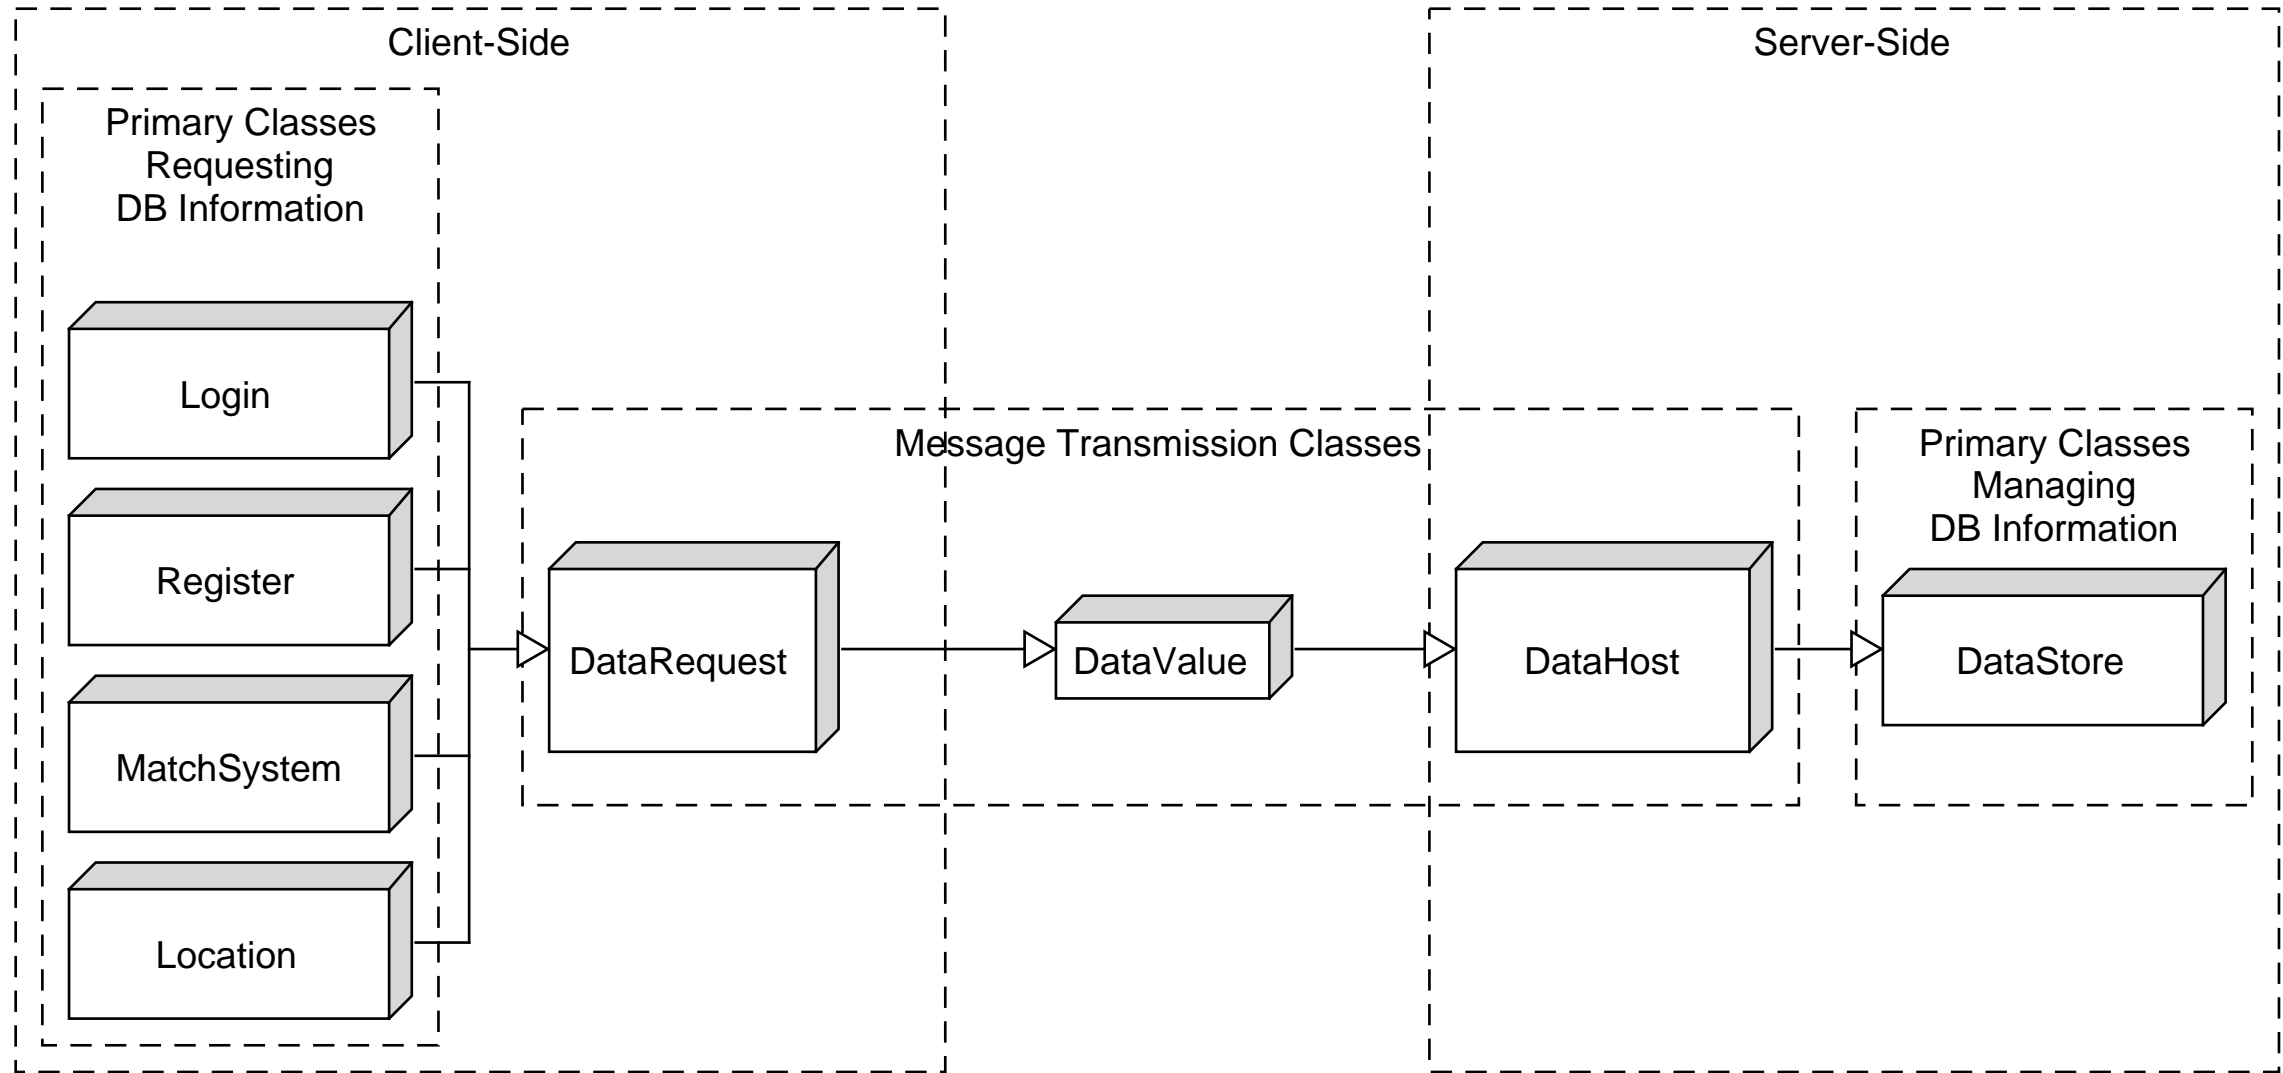 Client-Side
Server-Side
Primary Classes
Requesting
DB Information
Login
Register
MatchSystem
Location
Message Transmission Classes
DataRequest
DataValue
DataHost
Primary Classes
Managing
DB Information
DataStore